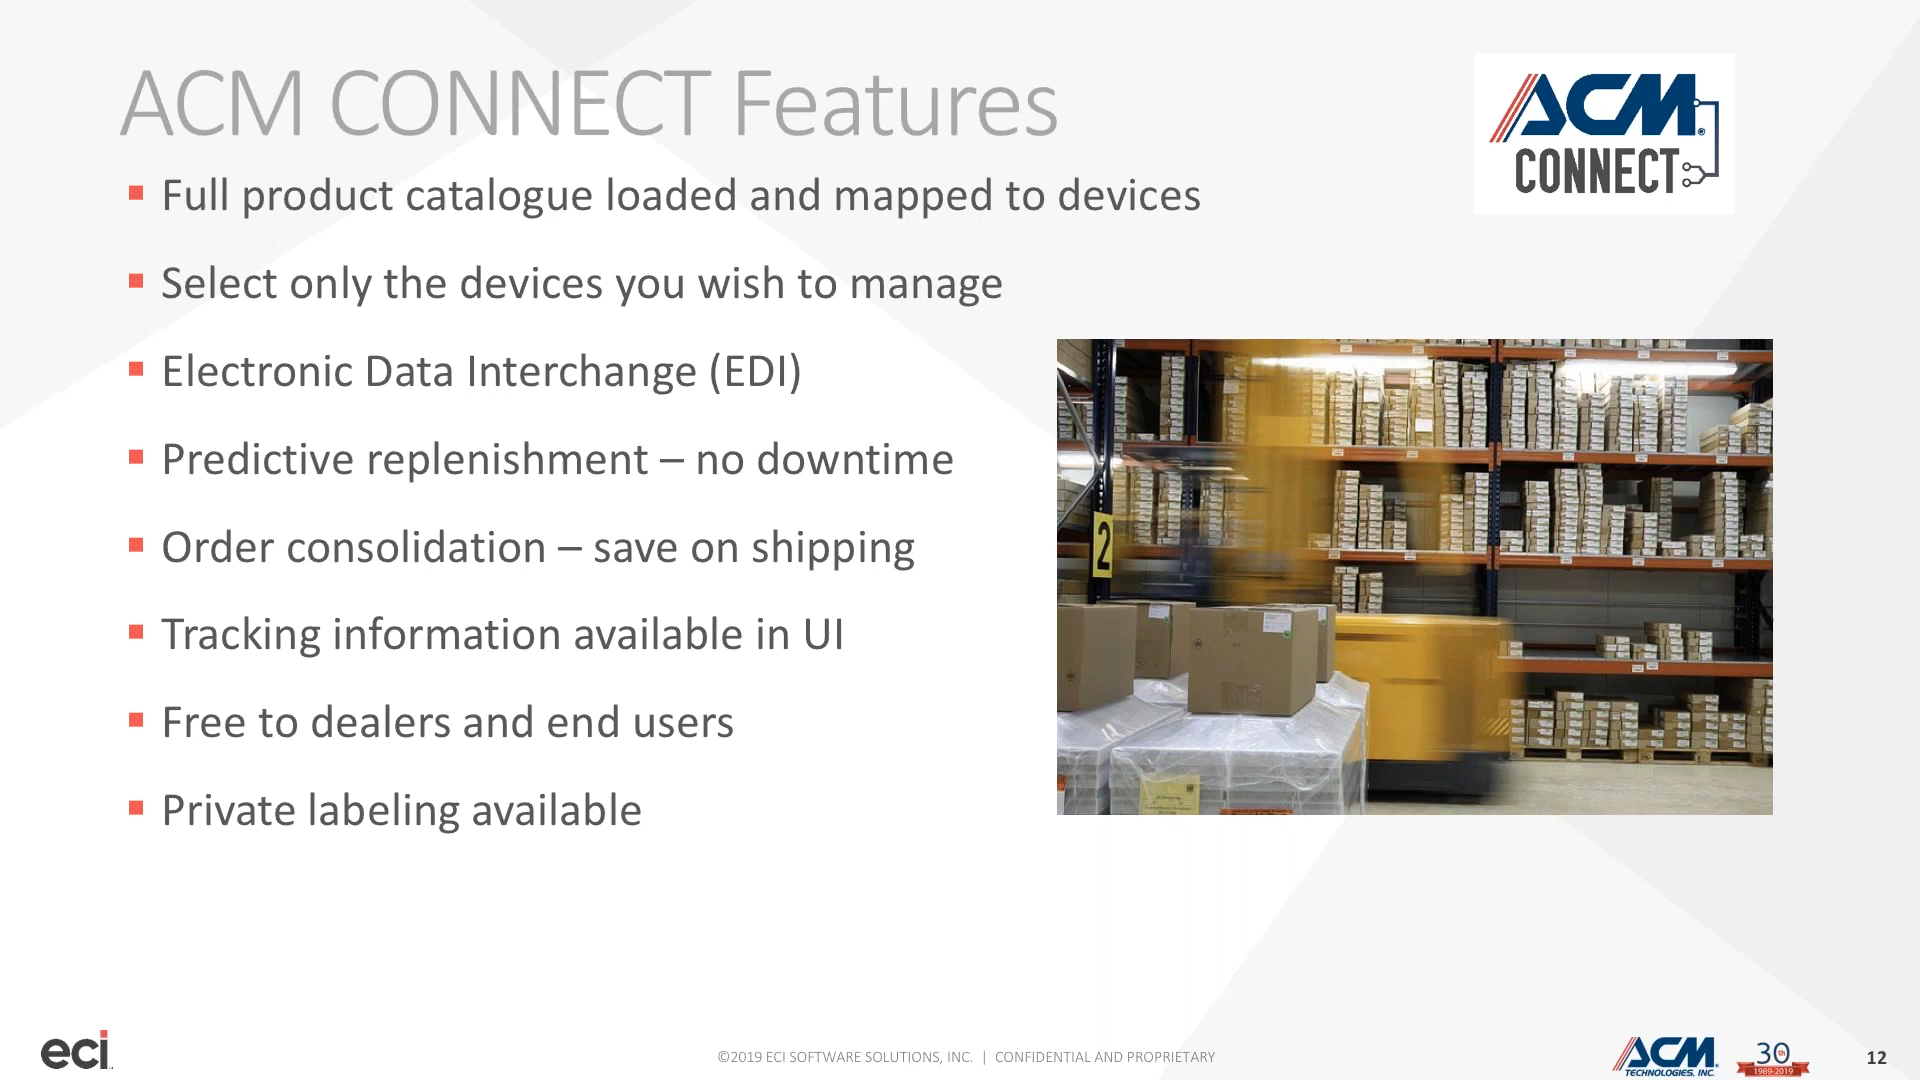 ACM CONNECT Features
ACM
CONNECT
Full product catalogue loaded and mapped to devices
Select only the devices you wish to manage
Electronic Data Interchange (EDI)
Predictive replenishment – no downtime
Order consolidation – save on shipping
Tracking information available in UI
Free to dealers and end users
Private labeling available
2
eci
©2019 ECI SOFTWARE SOLUTIONS, INC. | CONFIDENTIAL AND PROPRIETARY
ACM
TECHNOLOGIES, INC.
30th
1989-2019
12